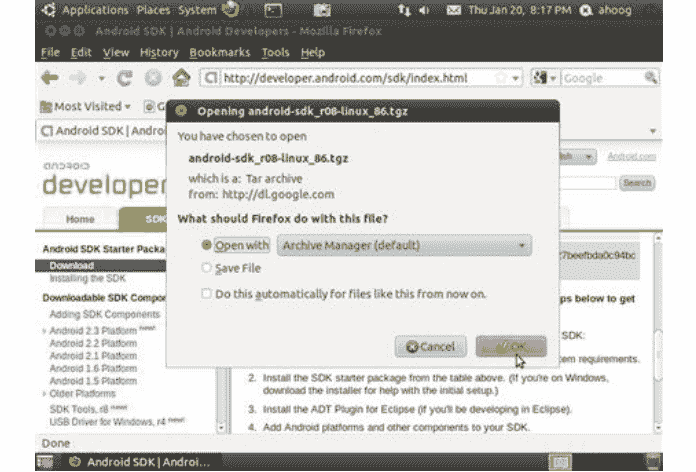 Applications Places System Thu Jan 20, 8:17 PM ahoog
Android SDK | Android Developers - Mozilla Firefox
File Edit View History Bookmarks Tools Help
http://developer.android.com/sdk/index.html Google
Most Visited G
Android SDK | Androi
Opening android-sdk_r08-linux_86.tgz
You have chosen to open
android-sdk_r08-linux_86.tgz
which is a: Tar archive
from: http://dl.google.com
What should Firefox do with this file?
Open with Archive Manager (default)
Save File
Do this automatically for files like this from now on.
Cancel OK
android
developer
Android.com
Search
Home SDK
Android SDK Starter Packa
Download
Installing the SDK
Downloadable SDK Compo
Adding SDK Components
Android 2.3 Platform new!
Android 2.2 Platform
Android 2.1 Platform
Android 1.6 Platform
Android 1.5 Platform
Older Platforms
SDK Tools, r8 new!
USB Driver for Windows, r4 new!
7beefbda0c94bc
ps below to get
SDK:
tem requirements.
2. Install the SDK starter package from the table above. (If you're on Windows,
download the installer for help with the initial setup.)
3. Install the ADT Plugin for Eclipse (if you'll be developing in Eclipse).
4. Add Android platforms and other components to your SDK.
Done
Android SDK | Androi...